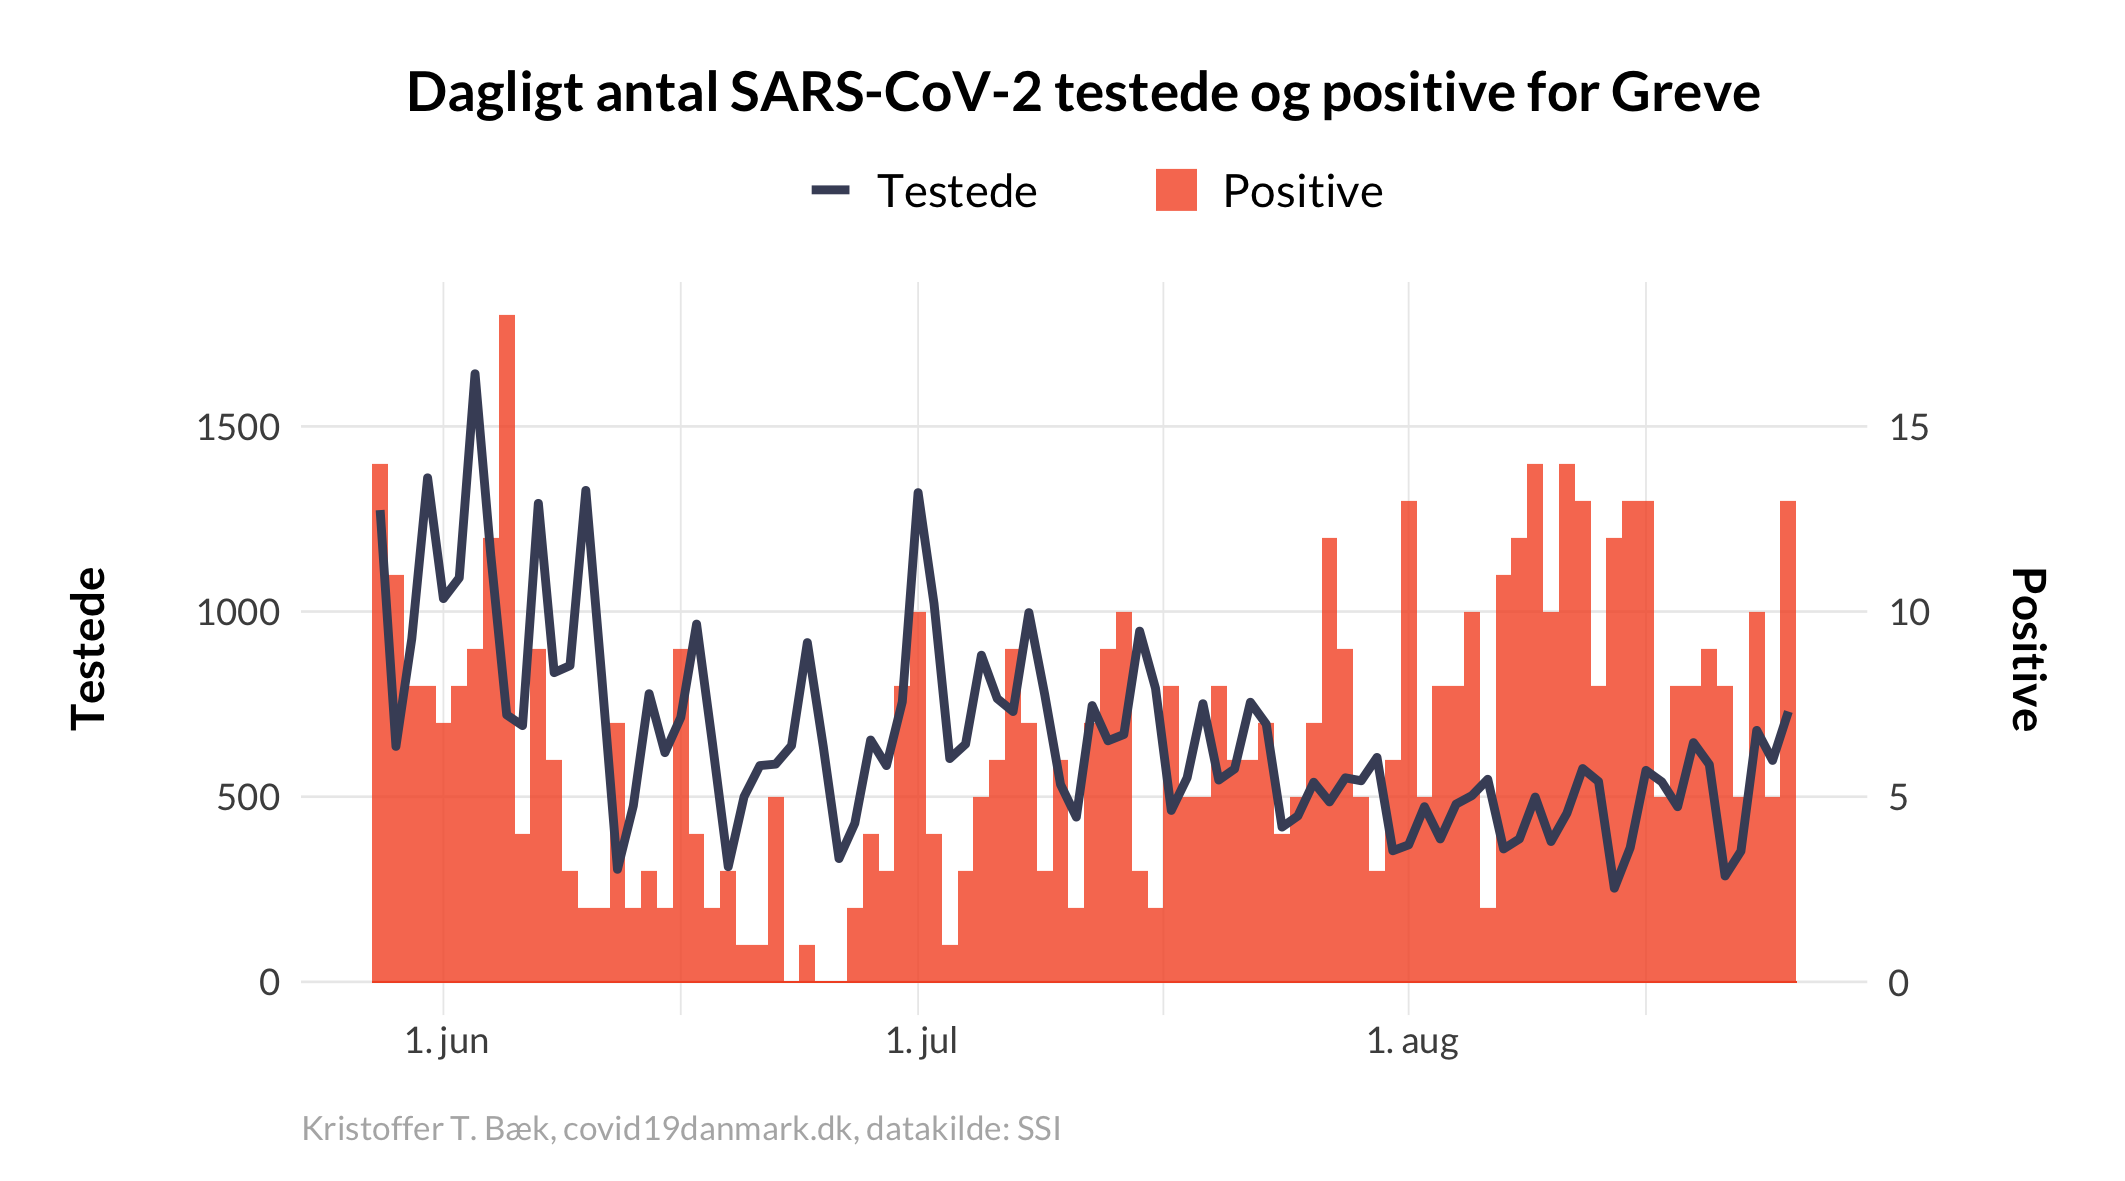 Dagligt antal SARS-CoV-2 testede og positive for Greve
Testede Positive
Testede
1500
1000
500
0
15
10
5
0
Positive
1. jun 1. jul 1. aug
Kristoffer T. Bæk, covid19danmark.dk, datakilde: SSI